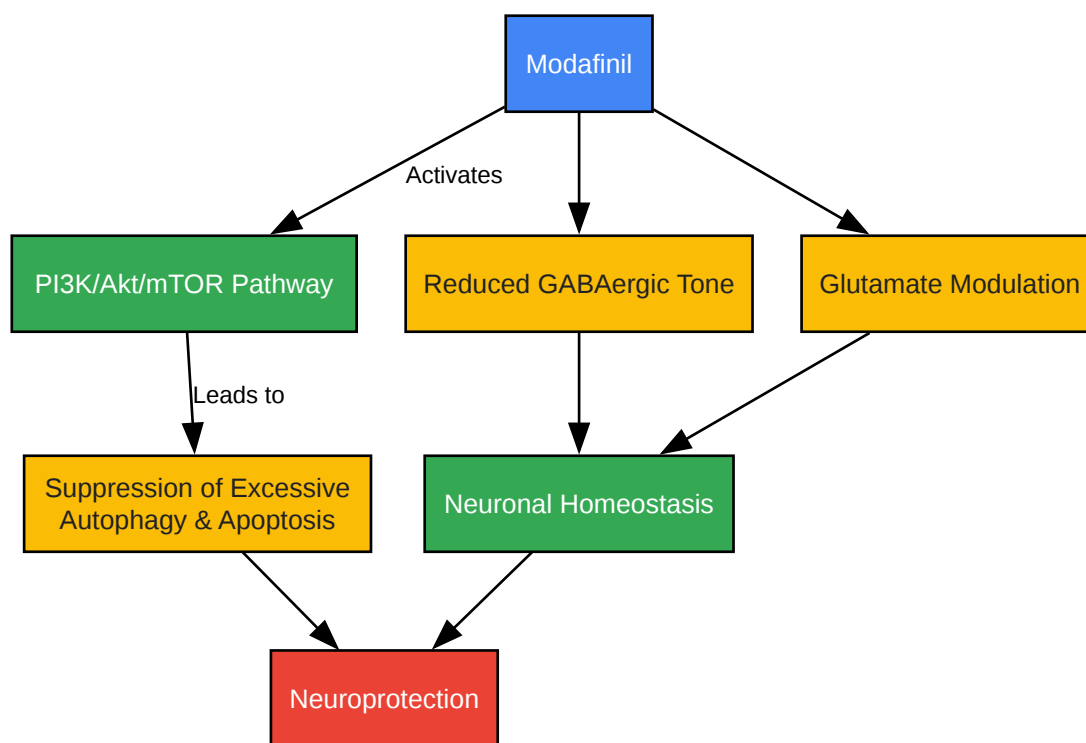 Modafinil
Activates
PI3K/Akt/mTOR Pathway
Reduced GABAergic Tone
Glutamate Modulation
Leads to
Suppression of Excessive
Autophagy & Apoptosis
Neuronal Homeostasis
Neuroprotection